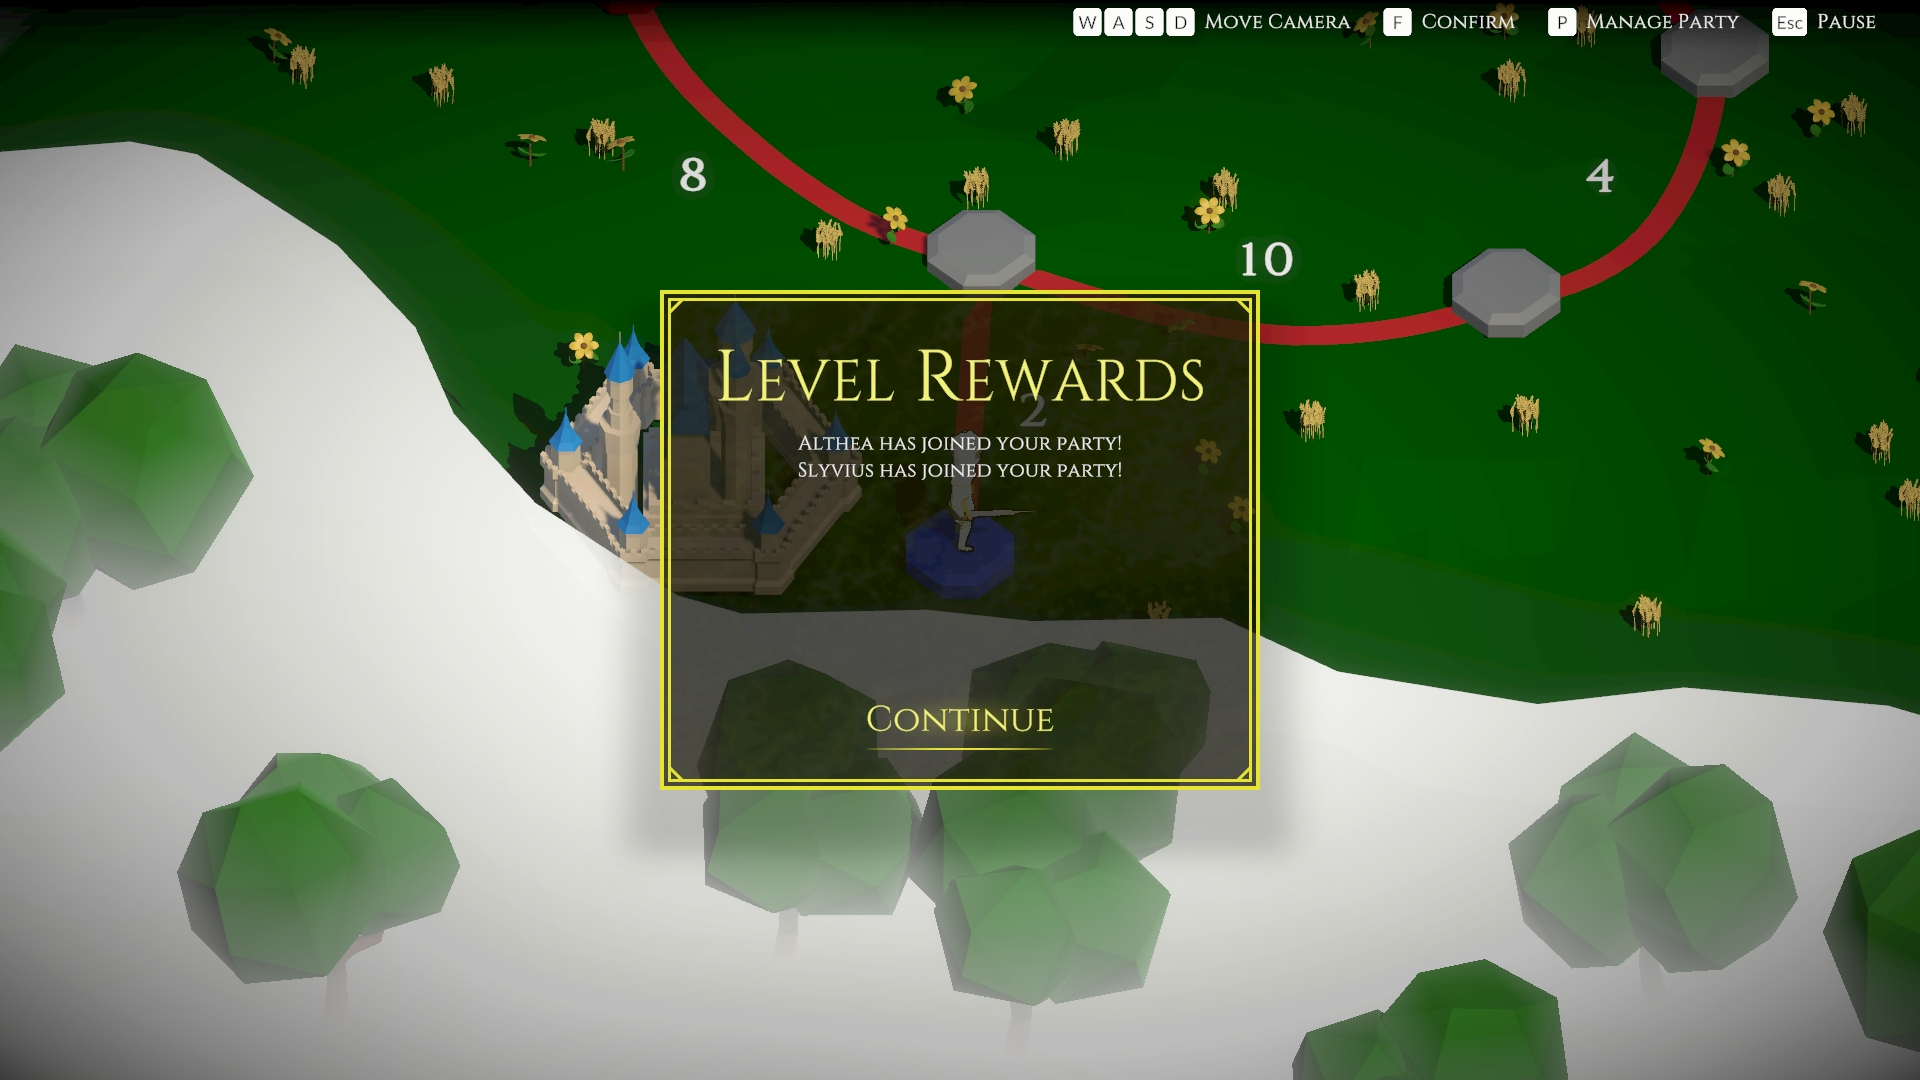 W A S D Move Camera F Confirm P Manage Party Esc Pause
8
4
10
Level Rewards
2
Althea has joined your party!
Slyvius has joined your party!
Continue